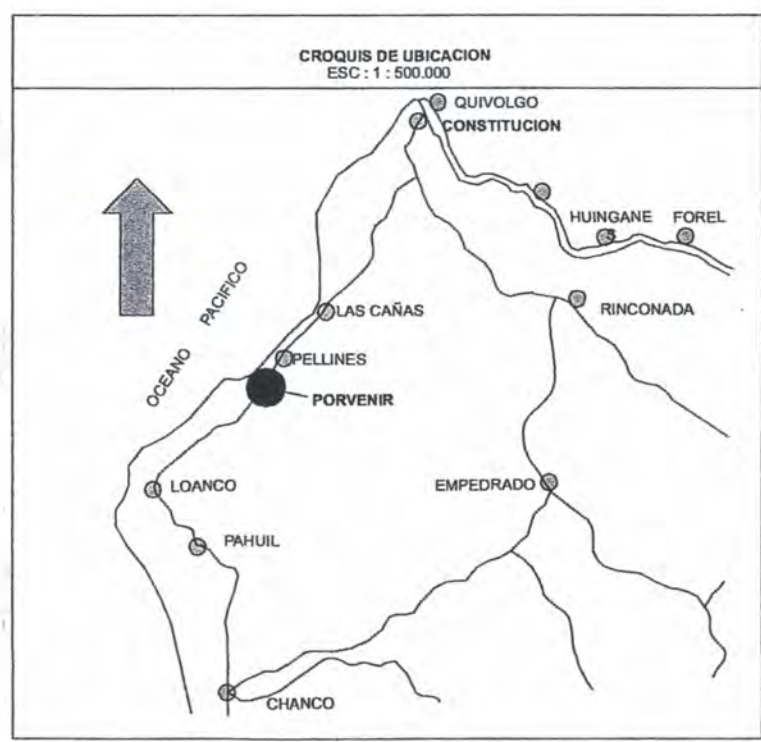 CROQUIS DE UBICACION
ESC : 1 : 500.000
QUIVOLGO
CONSTITUCION
HUINGANES
FOREL
OCEANO PACIFICO
LAS CAÑAS
RINCONADA
PELLINES
PORVENIR
LOANCO
EMPEDRADO
PAHUIL
CHANCO